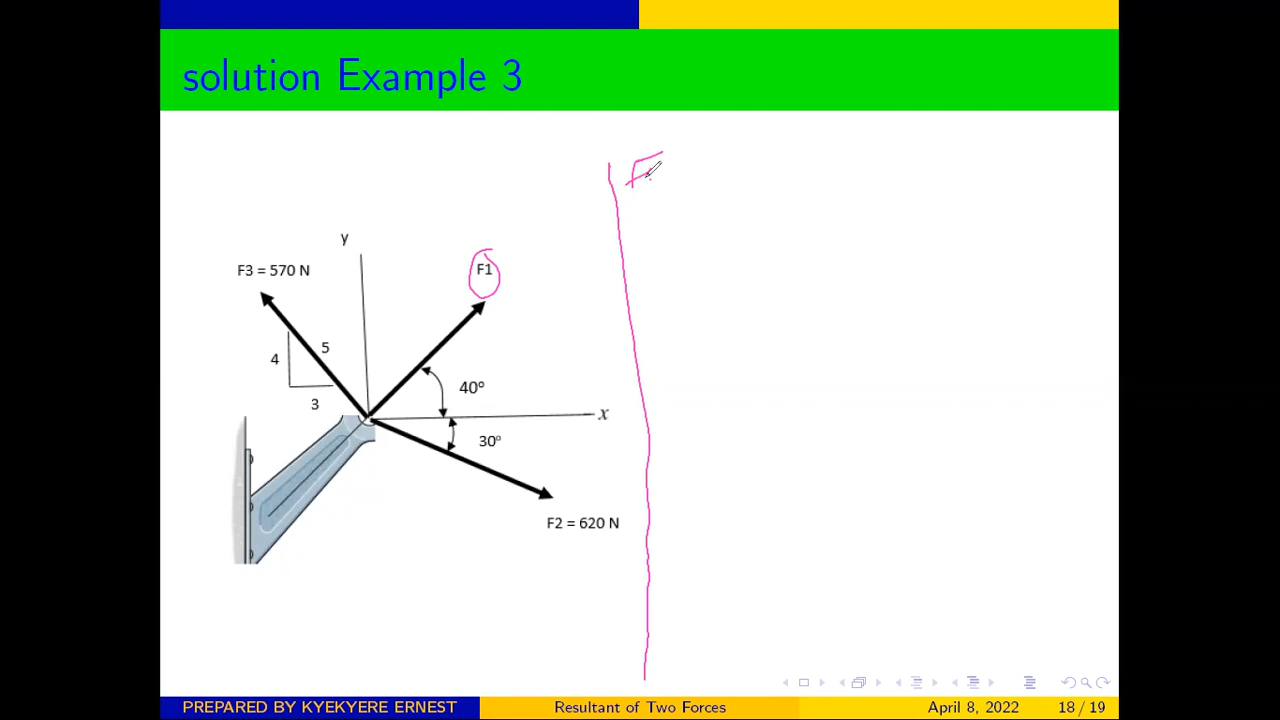 solution Example 3
F
y
F3 = 570 N
F1
5
4
40°
3
x
30°
F2 = 620 N
PREPARED BY KYEKYERE ERNEST
Resultant of Two Forces
April 8, 2022
18 / 19